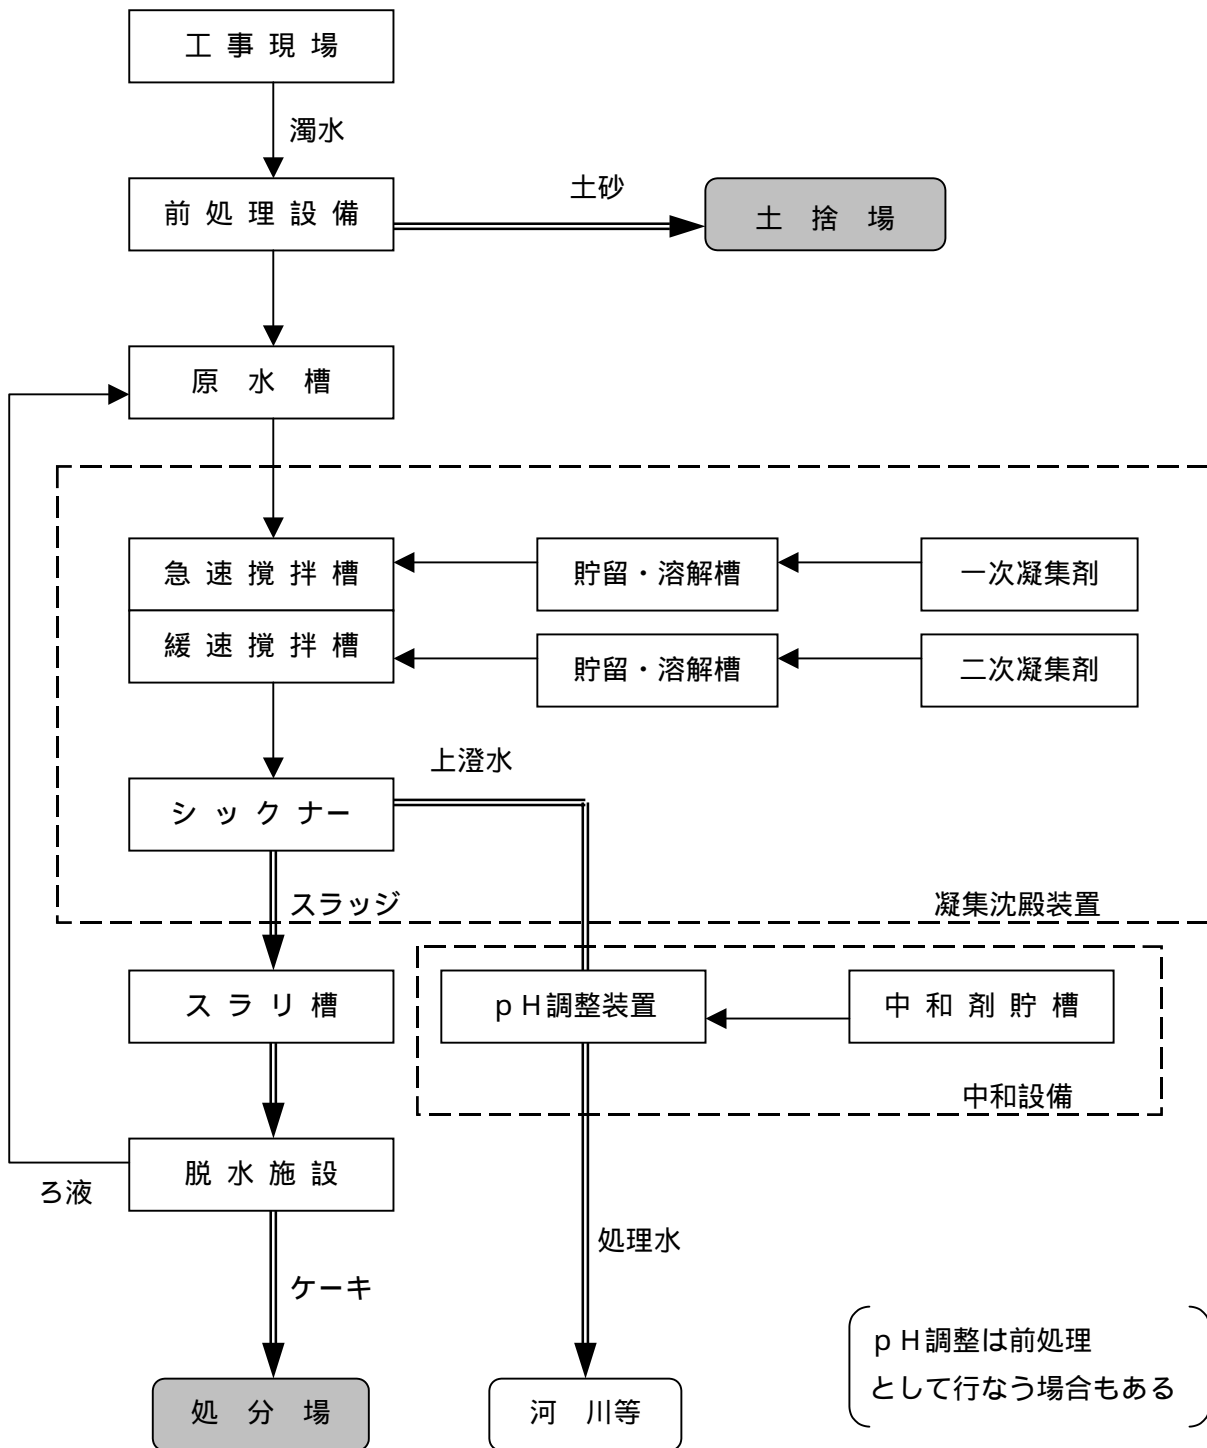 工事現場
濁水
前処理設備
土砂
土捨場
原水槽
急速撹拌槽
貯留・溶解槽
一次凝集剤
緩速撹拌槽
貯留・溶解槽
二次凝集剤
上澄水
シックナー
スラッジ
凝集沈殿装置
スラリ槽
pH調整装置
中和剤貯槽
中和設備
脱水施設
ろ液
処理水
ケーキ
pH調整は前処理
として行なう場合もある
処分場
河川等